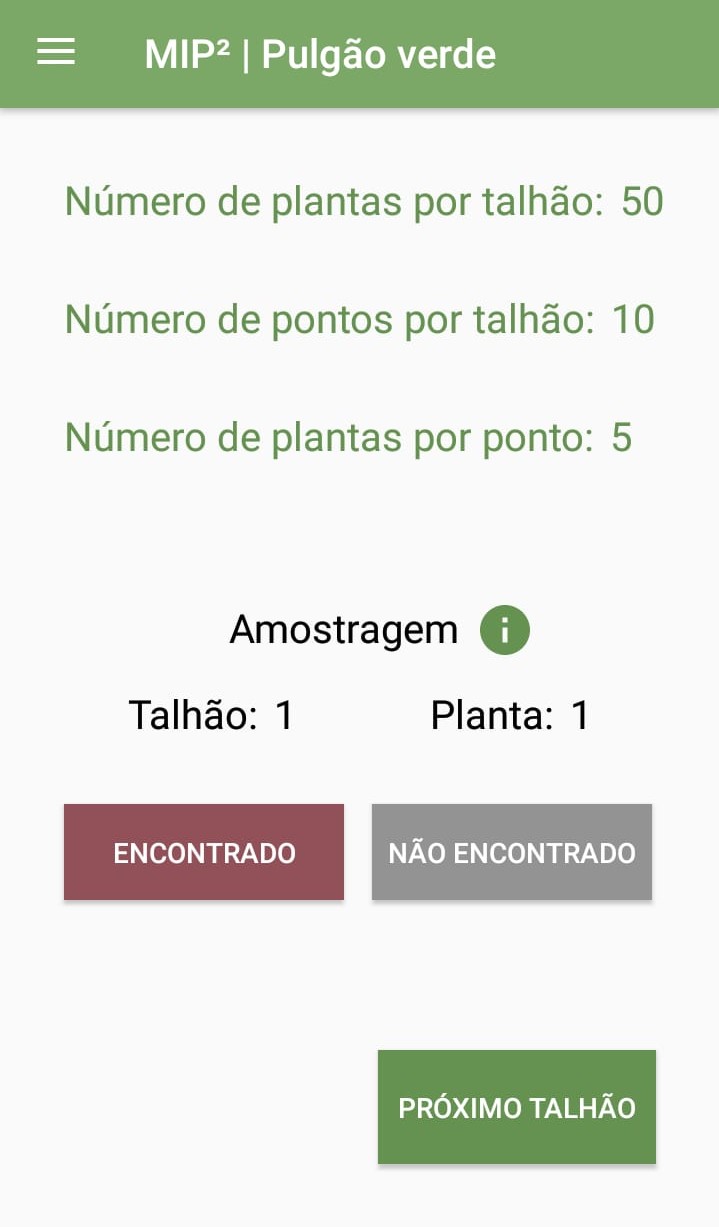 MIP² | Pulgão verde
Número de plantas por talhão: 50
Número de pontos por talhão: 10
Número de plantas por ponto: 5
Amostragem
Talhão: 1 Planta: 1
ENCONTRADO NÃO ENCONTRADO
PRÓXIMO TALHÃO